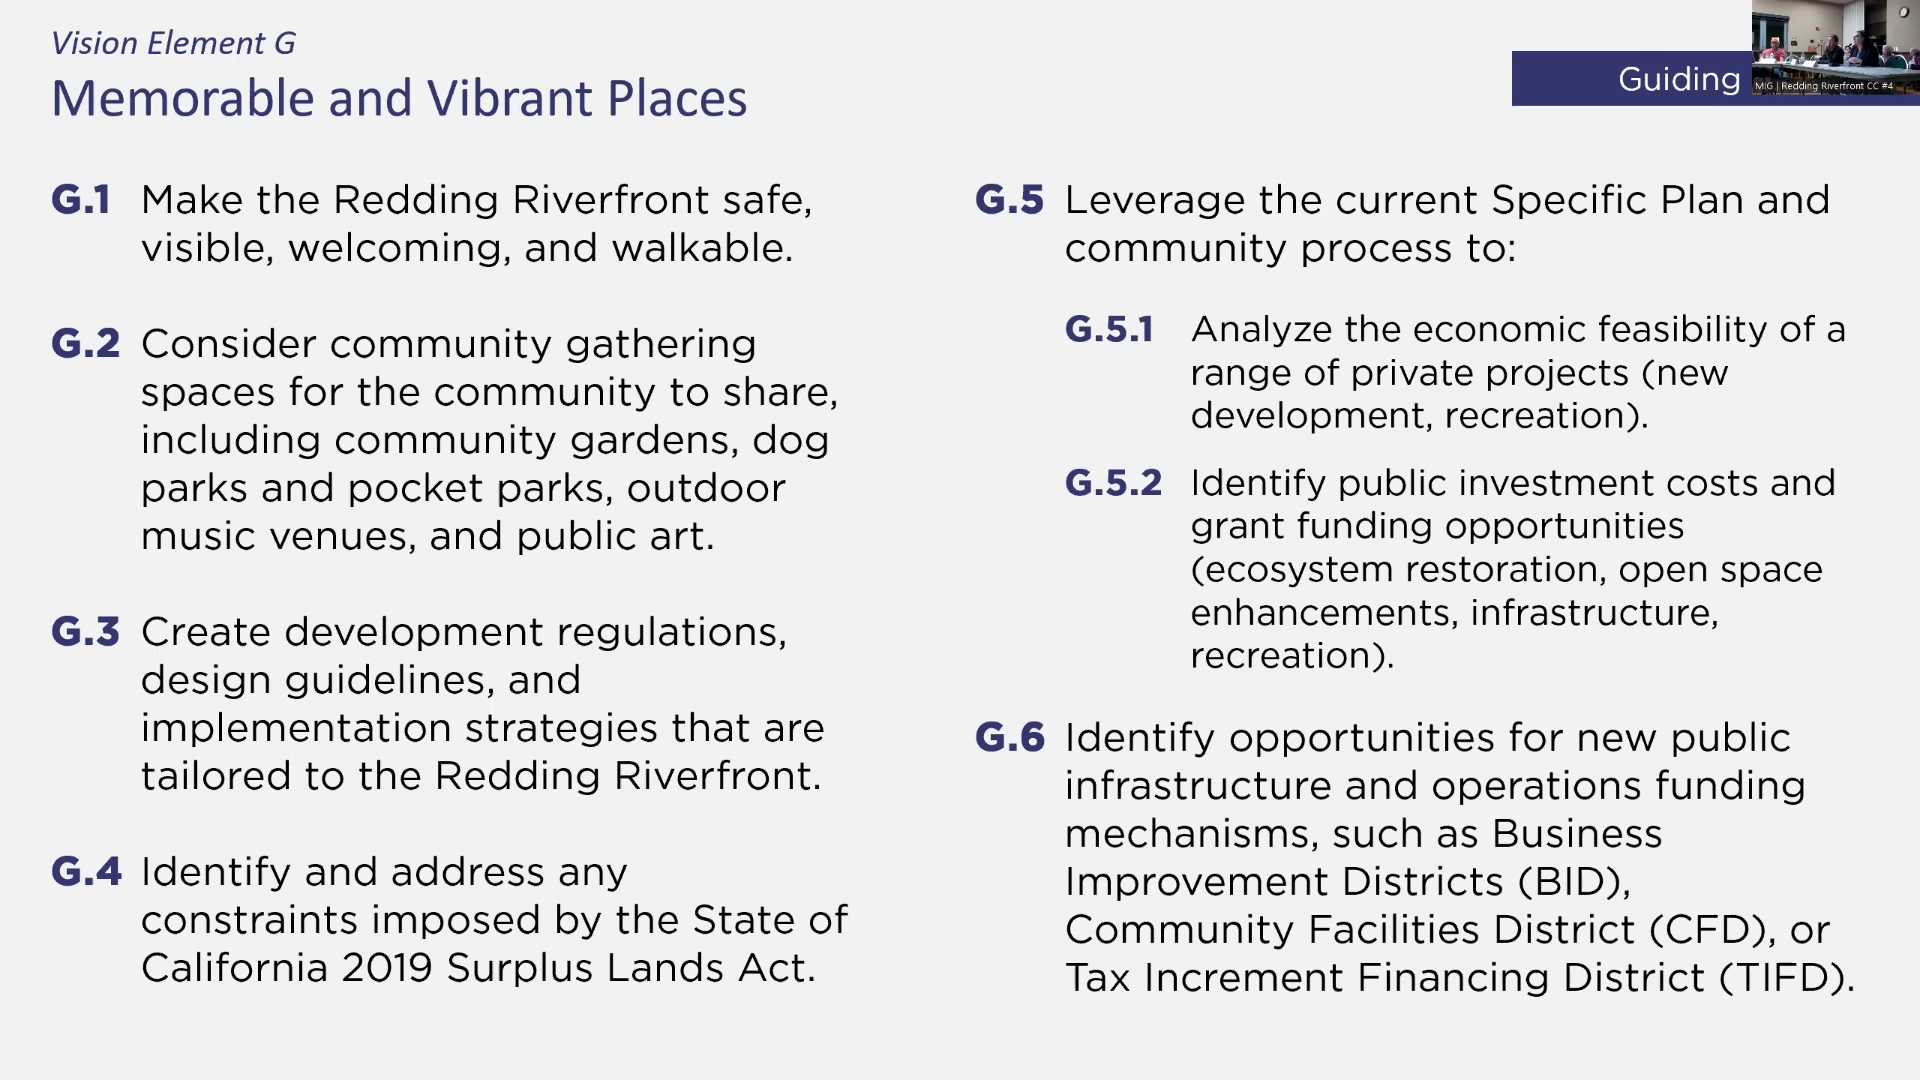 Vision Element G
Memorable and Vibrant Places
Guiding
MIG | Redding Riverfront CC #4
G.1 Make the Redding Riverfront safe,
visible, welcoming, and walkable.
G.2 Consider community gathering
spaces for the community to share,
including community gardens, dog
parks and pocket parks, outdoor
music venues, and public art.
G.3 Create development regulations,
design guidelines, and
implementation strategies that are
tailored to the Redding Riverfront.
G.4 Identify and address any
constraints imposed by the State of
California 2019 Surplus Lands Act.
G.5 Leverage the current Specific Plan and
community process to:
G.5.1 Analyze the economic feasibility of a
range of private projects (new
development, recreation).
G.5.2 Identify public investment costs and
grant funding opportunities
(ecosystem restoration, open space
enhancements, infrastructure,
recreation).
G.6 Identify opportunities for new public
infrastructure and operations funding
mechanisms, such as Business
Improvement Districts (BID),
Community Facilities District (CFD), or
Tax Increment Financing District (TIFD).